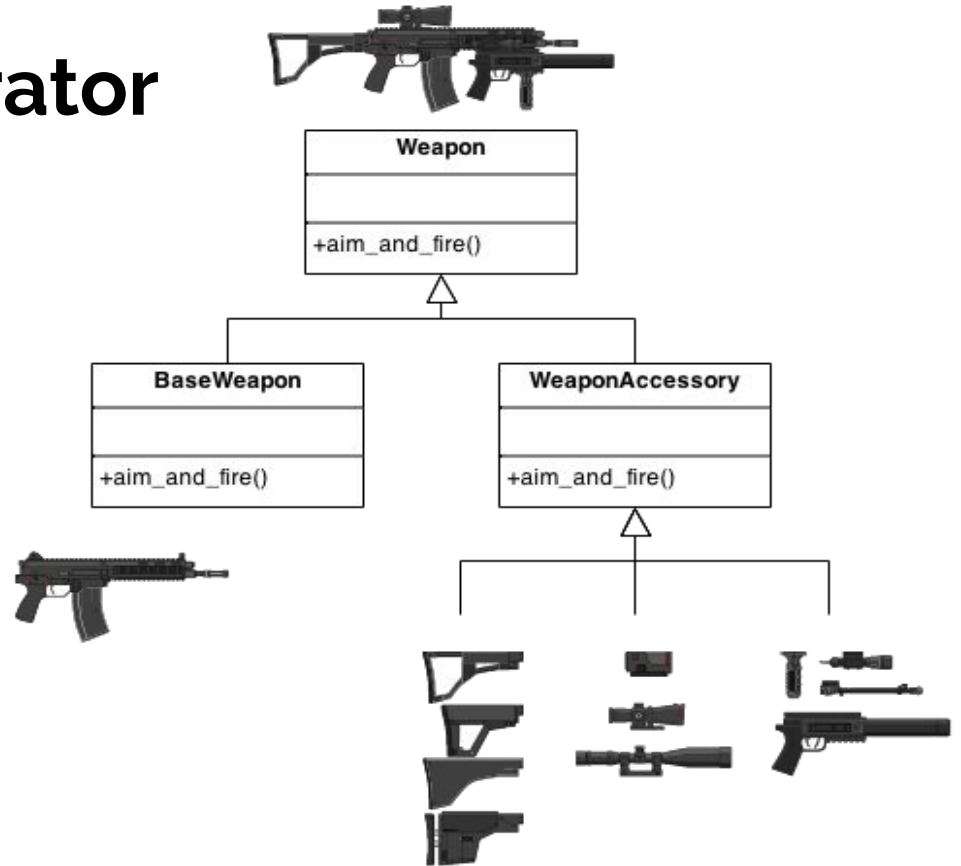 rator
Weapon
+aim_and_fire()
BaseWeapon
WeaponAccessory
+aim_and_fire()
+aim_and_fire()